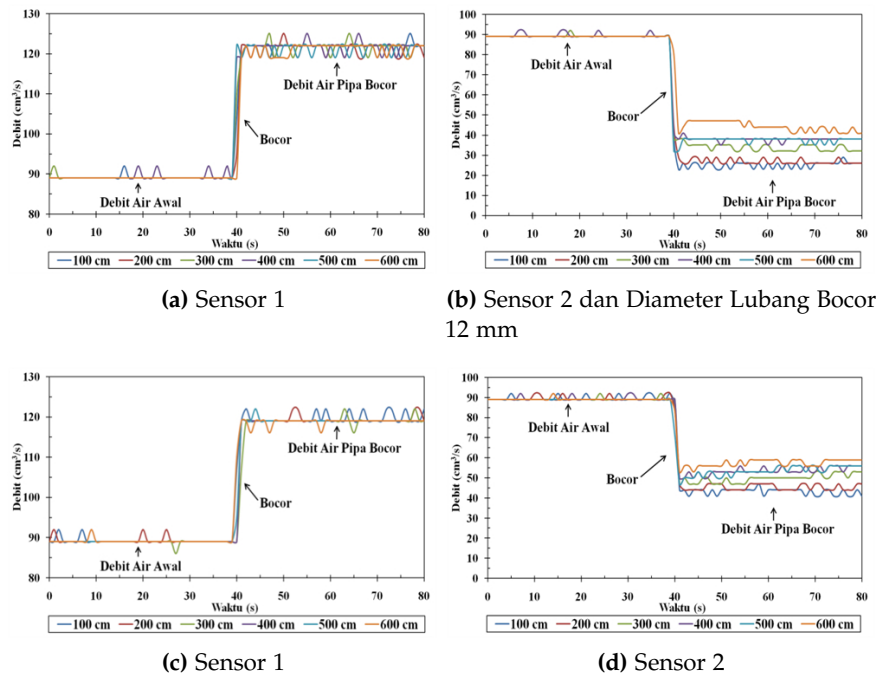 130
120
110
100
90
80
Debit (cm³/s)
Debit Air Pipa Bocor
Bocor
Debit Air Awal
0 10 20 30 40 50 60 70 80
Waktu (s)
100 cm 200 cm 300 cm 400 cm 500 cm 600 cm
(a) Sensor 1
100
90
80
70
60
50
40
30
20
10
0
Debit (cm³/s)
Debit Air Awal
Bocor
Debit Air Pipa Bocor
0 10 20 30 40 50 60 70 80
Waktu (s)
100 cm 200 cm 300 cm 400 cm 500 cm 600 cm
(b) Sensor 2 dan Diameter Lubang Bocor
12 mm
130
120
110
100
90
80
Debit (cm³/s)
Debit Air Pipa Bocor
Bocor
Debit Air Awal
0 10 20 30 40 50 60 70 80
Waktu (s)
100 cm 200 cm 300 cm 400 cm 500 cm 600 cm
(c) Sensor 1
100
90
80
70
60
50
40
30
20
10
0
Debit (cm³/s)
Debit Air Awal
Bocor
Debit Air Pipa Bocor
0 10 20 30 40 50 60 70 80
Waktu (s)
100 cm 200 cm 300 cm 400 cm 500 cm 600 cm
(d) Sensor 2